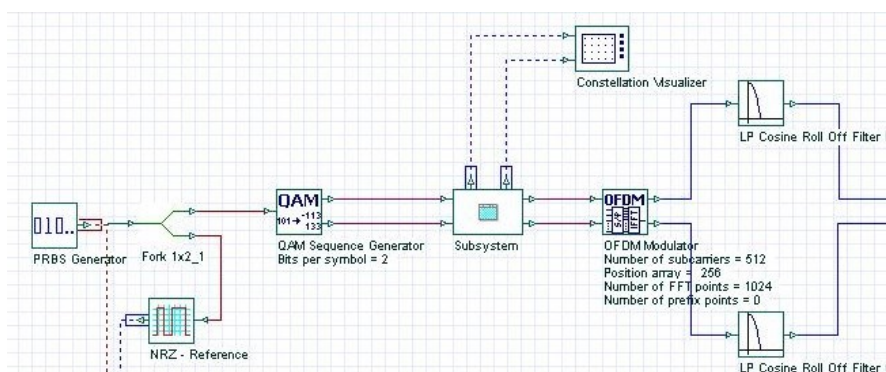 Constellation Visualizer
LP Cosine Roll Off Filter
010..
PRBS Generator
Fork 1x2_1
QAM
101→-113
133
QAM Sequence Generator
Bits per symbol = 2
Subsystem
OFDM
S/P
IFFT
OFDM Modulator
Number of subcarriers = 512
Position array = 256
Number of FFT points = 1024
Number of prefix points = 0
NRZ - Reference
LP Cosine Roll Off Filter